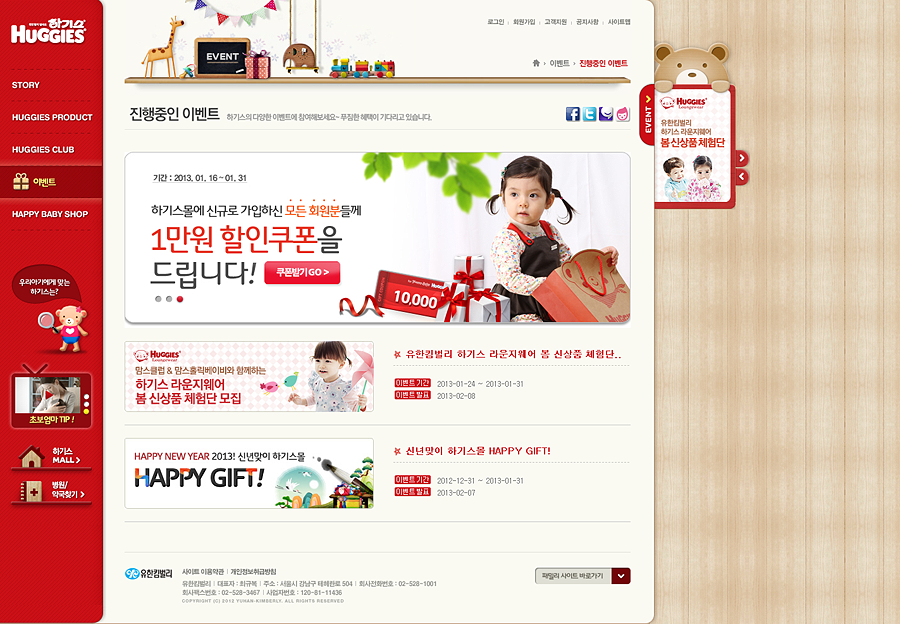 하기스
HUGGIES
로그인 | 회원가입 | 고객지원 | 공지사항 | 사이트맵
EVENT
이벤트 > 진행중인 이벤트
STORY
HUGGIES PRODUCT
HUGGIES CLUB
이벤트
HAPPY BABY SHOP
우리아기에게 맞는
하기스는?
초보엄마 TIP !
하기스
MALL >
병원/
약국찾기 >
진행중인 이벤트 하기스의 다양한 이벤트에 참여해보세요~ 푸짐한 혜택이 기다리고 있습니다.
기간 : 2013. 01. 16 ~ 01. 31
하기스몰에 신규로 가입하신 모든 회원분들께
1만원 할인쿠폰을
드립니다! 쿠폰받기 GO >
10,000
HUGGIES
Loungewear
맘스클럽 & 맘스홀릭베이비와 함께하는
하기스 라운지웨어
봄 신상품 체험단 모집
유한킴벌리 하기스 라운지웨어 봄 신상품 체험단..
이벤트기간 2013-01-24 ~ 2013-01-31
이벤트발표 2013-02-08
HAPPY NEW YEAR 2013! 신년맞이 하기스몰
HAPPY GIFT!
신년맞이 하기스몰 HAPPY GIFT!
이벤트기간 2012-12-31 ~ 2013-01-31
이벤트발표 2013-02-07
EVENT
HUGGIES
Loungewear
유한킴벌리
하기스 라운지웨어
봄 신상품 체험단
유한킴벌리
사이트 이용약관 | 개인정보취급방침
유한킴벌리 | 대표자 : 최규복 | 주소 : 서울시 강남구 테헤란로 504 | 회사전화번호 : 02-528-1001
회사팩스번호 : 02-528-3467 | 사업자번호 : 120-81-11436
COPYRIGHT (C) 2012 YUHAN-KIMBERLY. ALL RIGHTS RESERVED
패밀리 사이트 바로가기